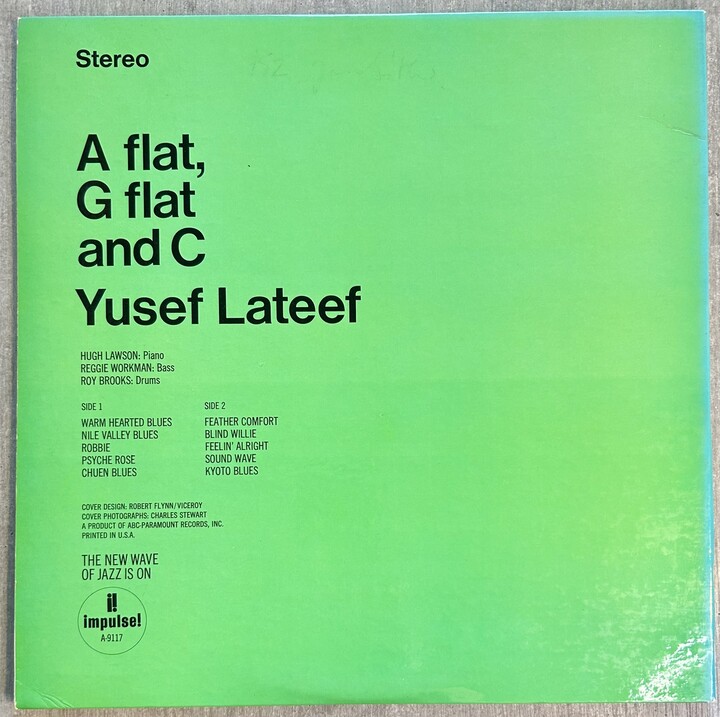 Stereo
A flat,
G flat
and C
Yusef Lateef
HUGH LAWSON: Piano
REGGIE WORKMAN: Bass
ROY BROOKS: Drums
SIDE 1
WARM HEARTED BLUES
NILE VALLEY BLUES
ROBBIE
PSYCHE ROSE
CHUEN BLUES
SIDE 2
FEATHER COMFORT
BLIND WILLIE
FEELIN' ALRIGHT
SOUND WAVE
KYOTO BLUES
COVER DESIGN: ROBERT FLYNN/VICEROY
COVER PHOTOGRAPHS: CHARLES STEWART
A PRODUCT OF ABC-PARAMOUNT RECORDS, INC.
PRINTED IN U.S.A.
THE NEW WAVE
OF JAZZ IS ON
i!
impulse!
A-9117